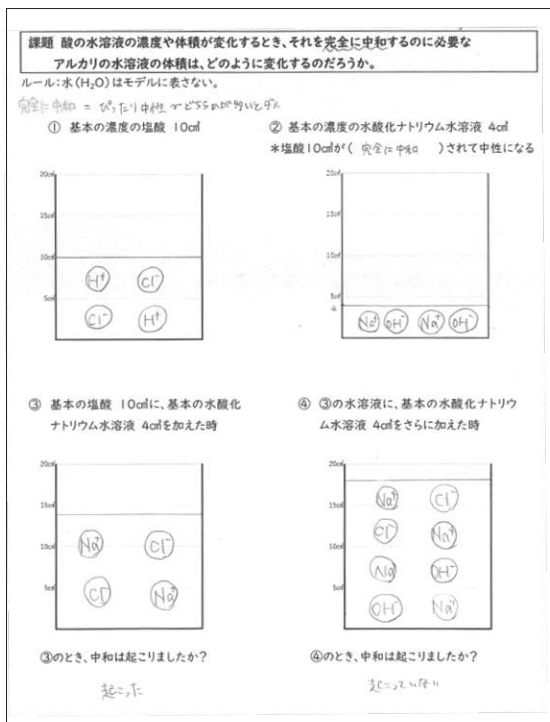 課題 酸の水溶液の濃度や体積が変化するとき、それを完全に中和するのに必要な
アルカリの水溶液の体積は、どのように変化するのだろうか。
ルール:水(H₂O)はモデルに表さない。
完全に中和 = ぴったり中性
① 基本の濃度の塩酸 10㎤
20㎤
15㎤
10㎤
5㎤
H⁺ Cl⁻
Cl⁻ H⁺
② 基本の濃度の水酸化ナトリウム水溶液 4㎤
*塩酸10㎤が( 完全に中和 )されて中性になる
20㎤
15㎤
10㎤
5㎤
4
Na⁺ OH⁻ Na⁺ OH⁻
③ 基本の塩酸 10㎤に、基本の水酸化
ナトリウム水溶液 4㎤を加えた時
20㎤
15㎤
10㎤
5㎤
Na⁺ Cl⁻
Cl⁻ Na⁺
③のとき、中和は起こりましたか?
起こった
④ ③の水溶液に、基本の水酸化ナトリウ
ム水溶液 4㎤をさらに加えた時
20㎤
15㎤
10㎤
5㎤
Na⁺ Cl⁻
Cl⁻ Na⁺
Na OH⁻
OH⁻ Na⁺
④のとき、中和は起こりましたか?
起こっていない